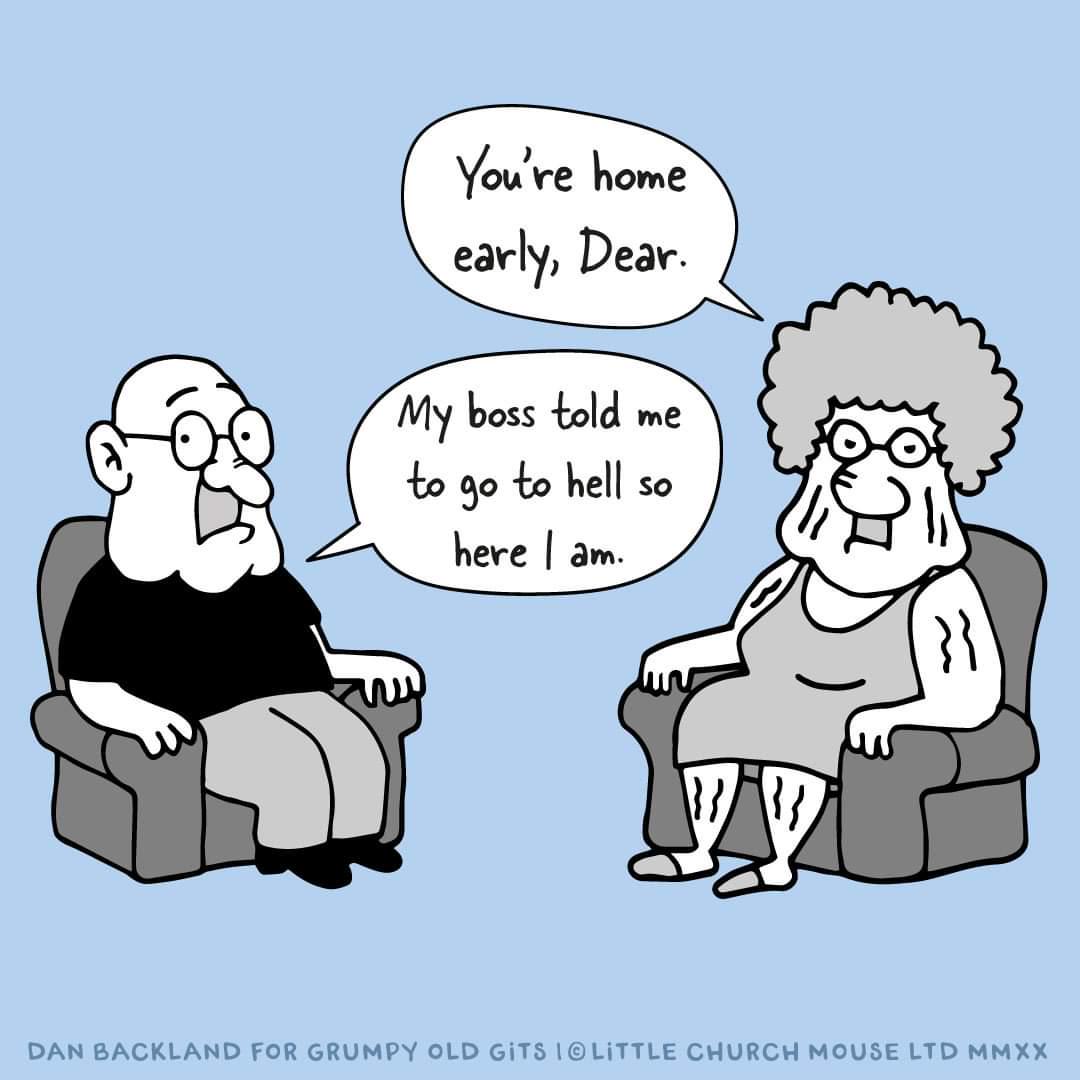 You're home
early, Dear.
My boss told me
to go to hell so
here I am.
DAN BACKLAND FOR GRUMPY OLD GiTS | © LiTTLE CHURCH MOUSE LTD MMXX